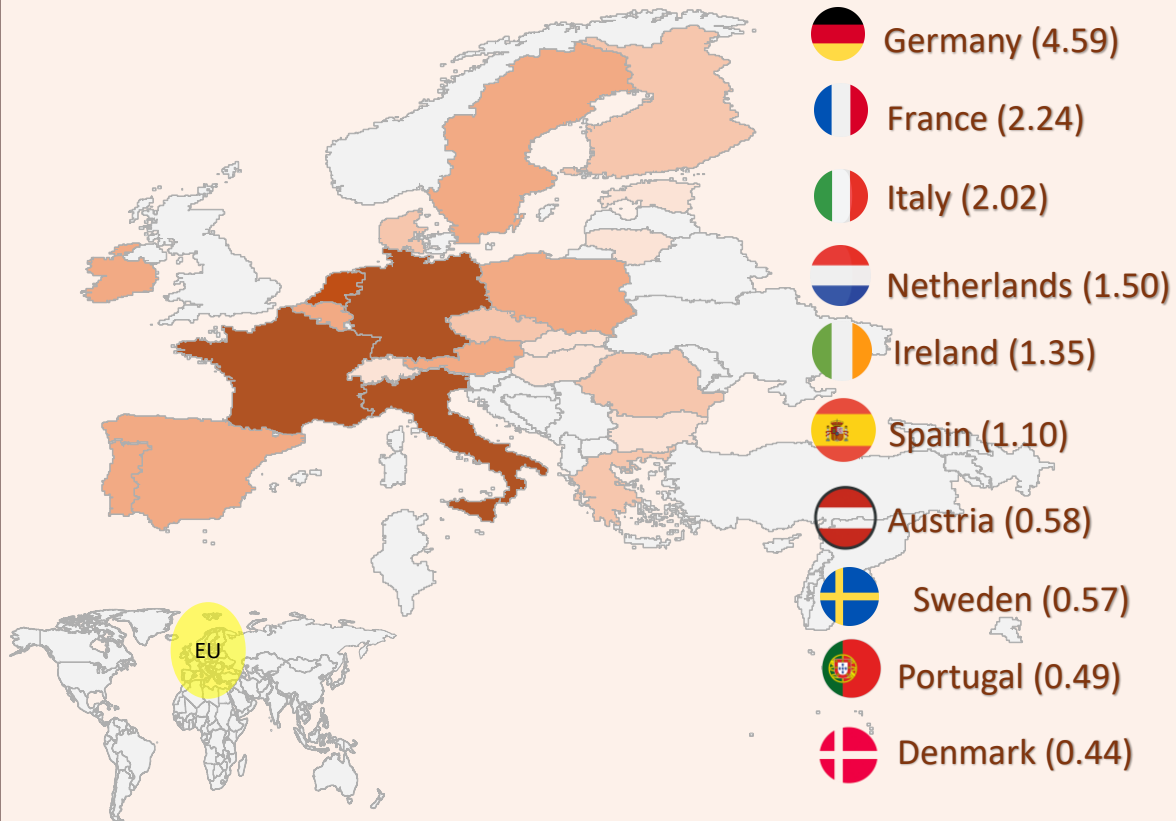 Germany (4.59)
France (2.24)
Italy (2.02)
Netherlands (1.50)
Ireland (1.35)
Spain (1.10)
Austria (0.58)
Sweden (0.57)
EU
Portugal (0.49)
Denmark (0.44)